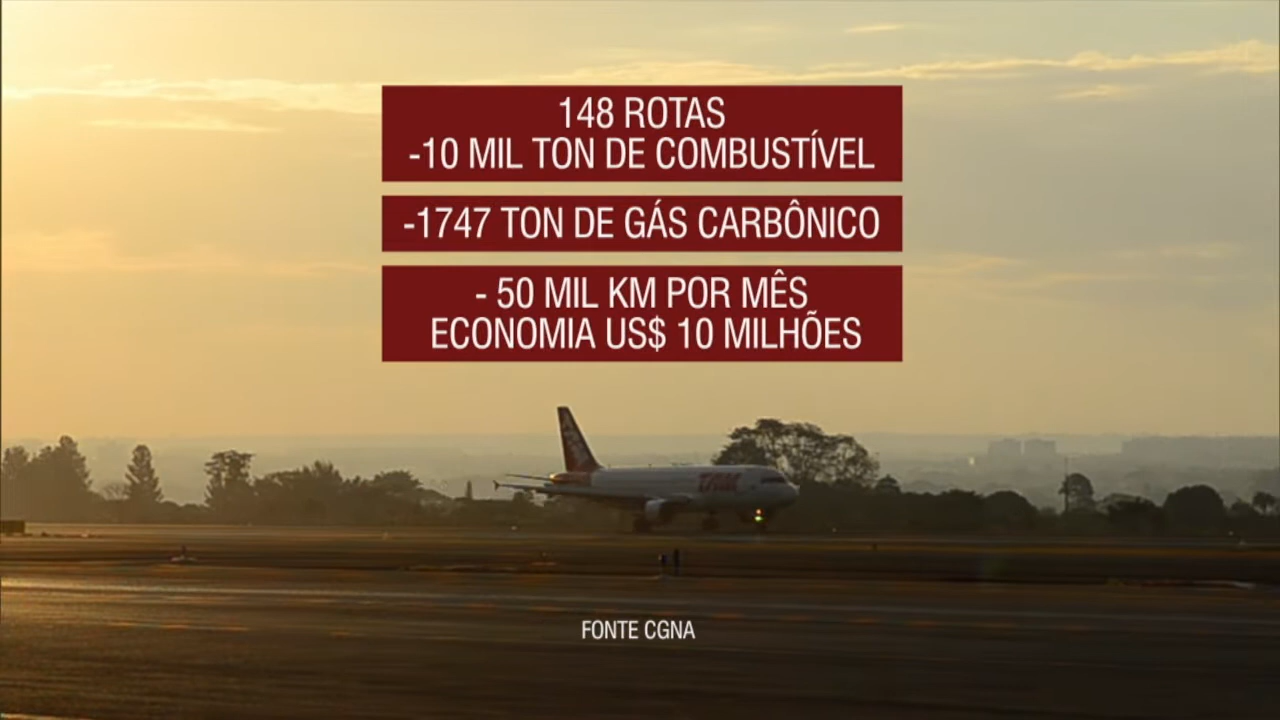 148 ROTAS
-10 MIL TON DE COMBUSTÍVEL
-1747 TON DE GÁS CARBÔNICO
- 50 MIL KM POR MÊS
ECONOMIA US$ 10 MILHÕES
TAM
FONTE CGNA